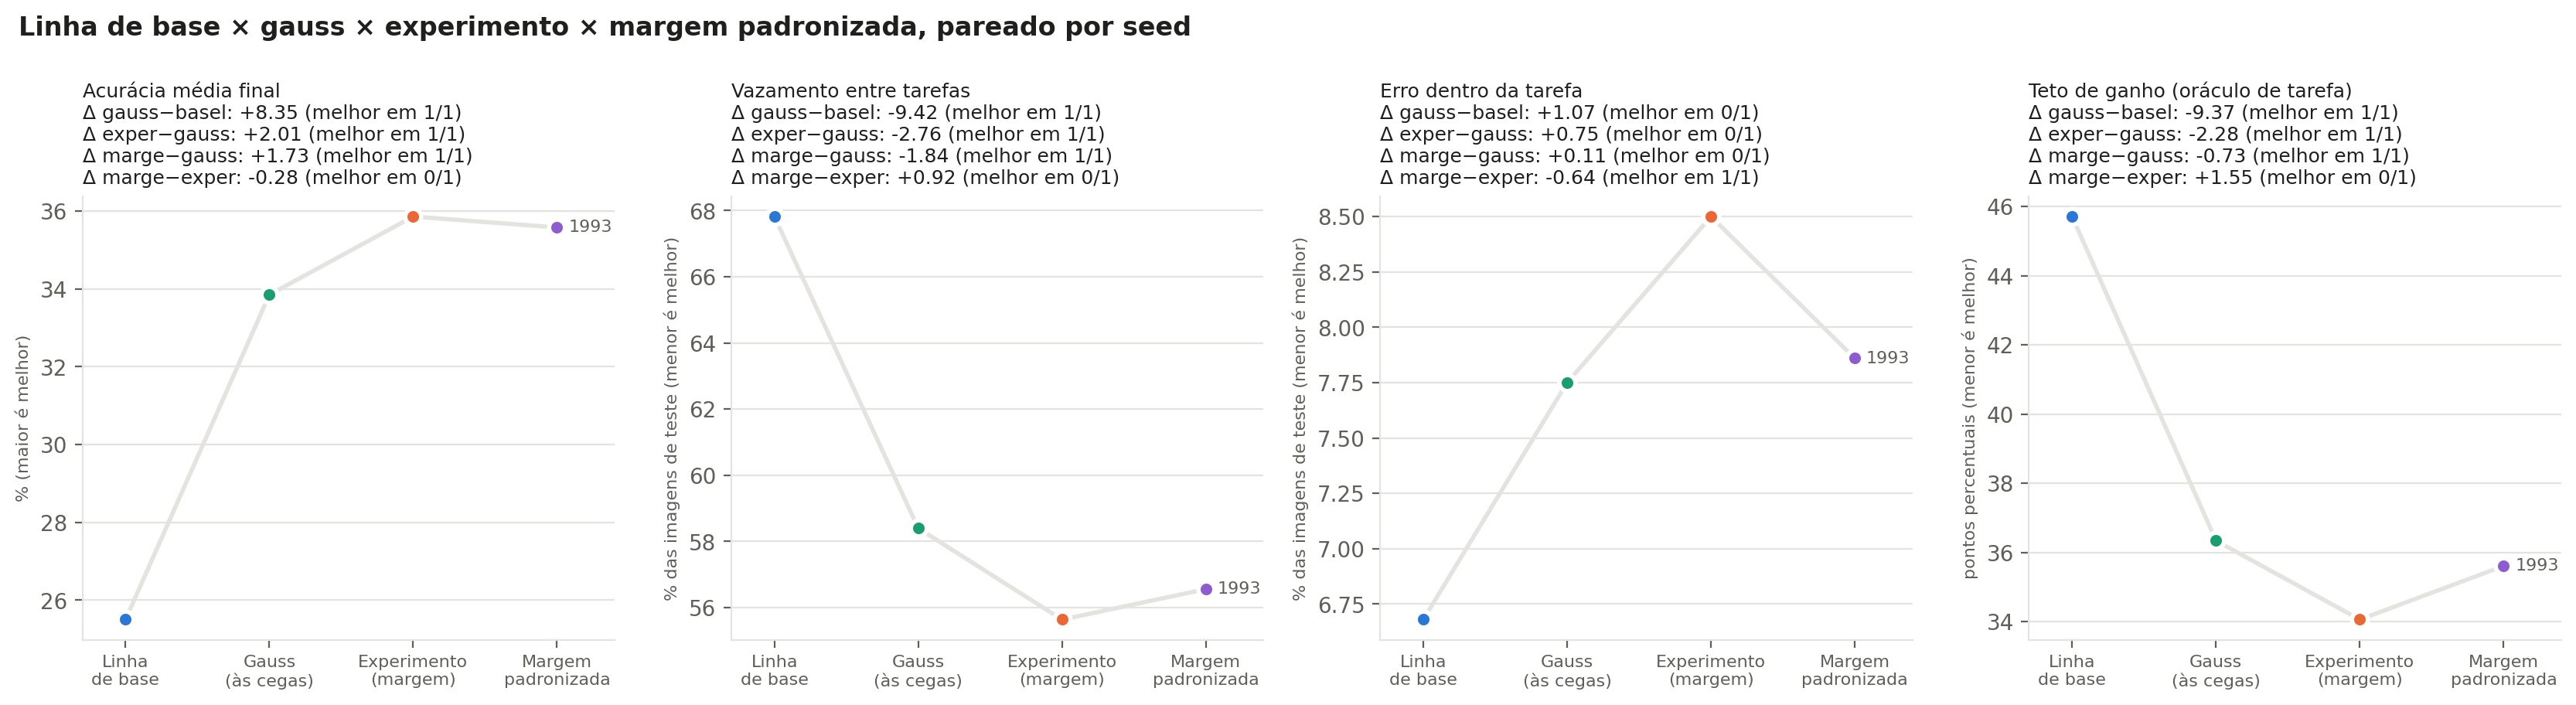 Linha de base × gauss × experimento × margem padronizada, pareado por seed
Acurácia média final
Δ gauss−basel: +8.35 (melhor em 1/1)
Δ exper−gauss: +2.01 (melhor em 1/1)
Δ marge−gauss: +1.73 (melhor em 1/1)
Δ marge−exper: -0.28 (melhor em 0/1)
% (maior é melhor)
36
34
32
30
28
26
1993
Linha
de base
Gauss
(às cegas)
Experimento
(margem)
Margem
padronizada
Vazamento entre tarefas
Δ gauss−basel: -9.42 (melhor em 1/1)
Δ exper−gauss: -2.76 (melhor em 1/1)
Δ marge−gauss: -1.84 (melhor em 1/1)
Δ marge−exper: +0.92 (melhor em 0/1)
% das imagens de teste (menor é melhor)
68
66
64
62
60
58
56
1993
Linha
de base
Gauss
(às cegas)
Experimento
(margem)
Margem
padronizada
Erro dentro da tarefa
Δ gauss−basel: +1.07 (melhor em 0/1)
Δ exper−gauss: +0.75 (melhor em 0/1)
Δ marge−gauss: +0.11 (melhor em 0/1)
Δ marge−exper: -0.64 (melhor em 1/1)
% das imagens de teste (menor é melhor)
8.50
8.25
8.00
7.75
7.50
7.25
7.00
6.75
1993
Linha
de base
Gauss
(às cegas)
Experimento
(margem)
Margem
padronizada
Teto de ganho (oráculo de tarefa)
Δ gauss−basel: -9.37 (melhor em 1/1)
Δ exper−gauss: -2.28 (melhor em 1/1)
Δ marge−gauss: -0.73 (melhor em 1/1)
Δ marge−exper: +1.55 (melhor em 0/1)
pontos percentuais (menor é melhor)
46
44
42
40
38
36
34
1993
Linha
de base
Gauss
(às cegas)
Experimento
(margem)
Margem
padronizada